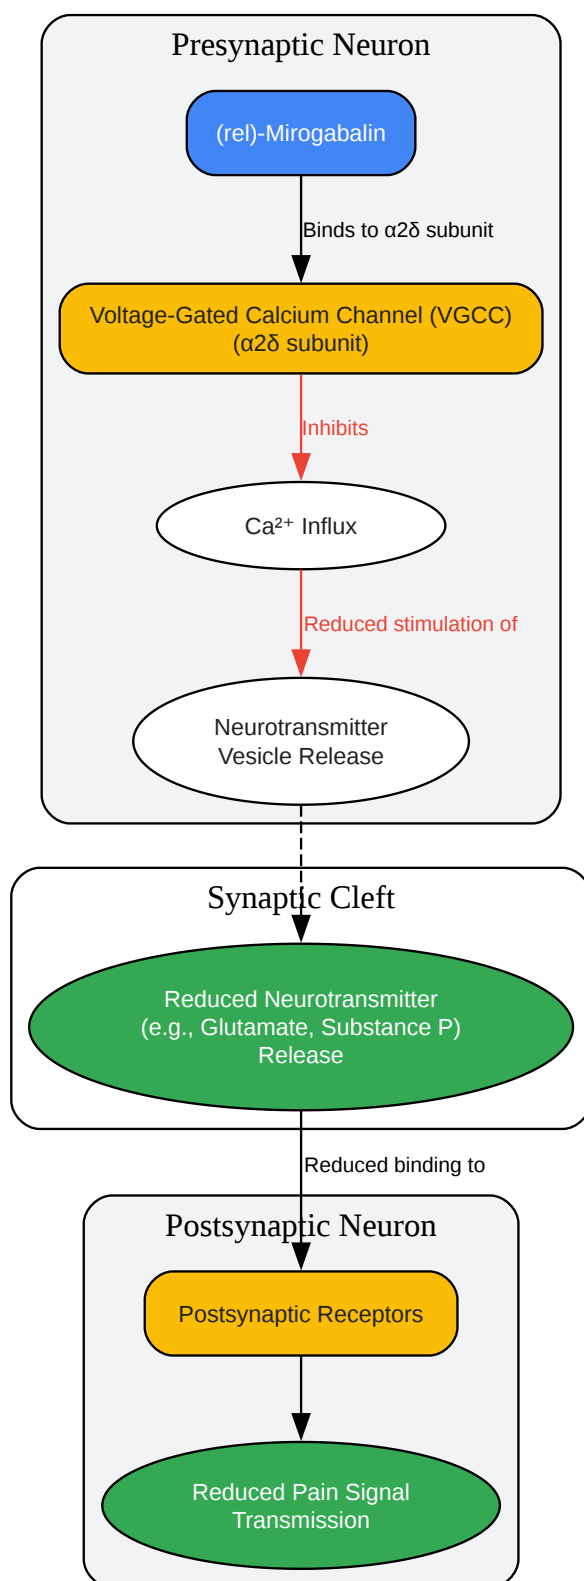 Presynaptic Neuron
(rel)-Mirogabalin
Binds to α2δ subunit
Voltage-Gated Calcium Channel (VGCC)
(α2δ subunit)
Inhibits
Ca²⁺ Influx
Reduced stimulation of
Neurotransmitter
Vesicle Release
Synaptic Cleft
Reduced Neurotransmitter
(e.g., Glutamate, Substance P)
Release
Reduced binding to
Postsynaptic Neuron
Postsynaptic Receptors
Reduced Pain Signal
Transmission